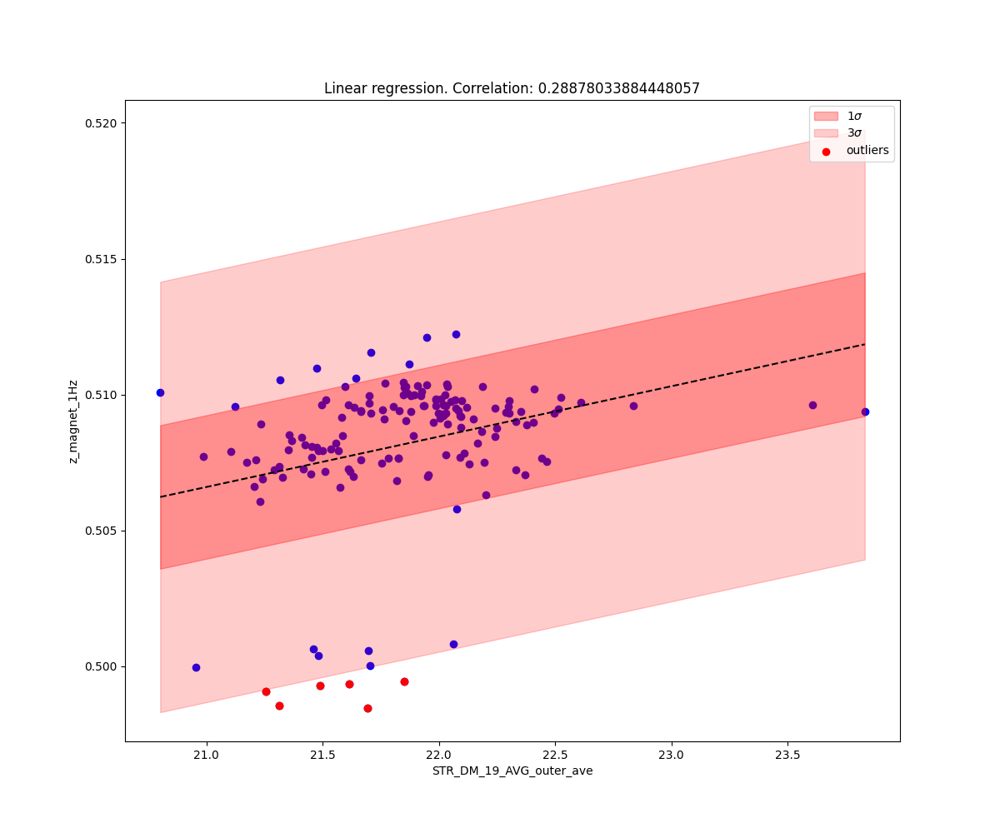 Linear regression. Correlation: 0.28878033884448057
1σ
3σ
outliers
0.520
0.515
0.510
0.505
0.500
z_magnet_1Hz
21.0 21.5 22.0 22.5 23.0 23.5
STR_DM_19_AVG_outer_ave